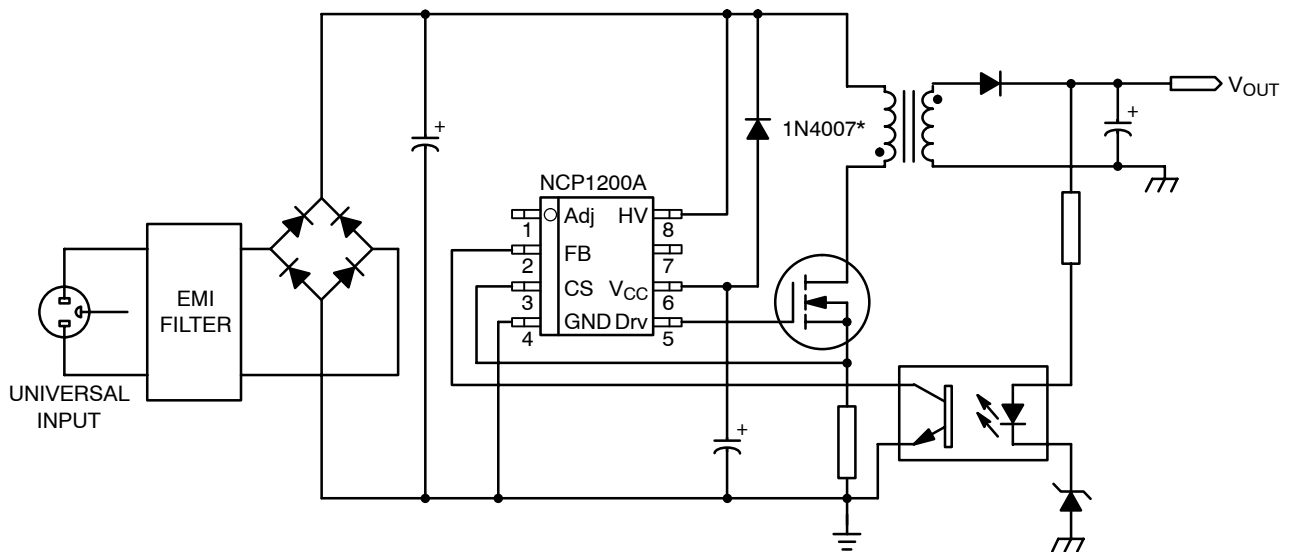 +
V_OUT
1N4007*
+
NCP1200A
Adj HV
1 8
FB
2 7
CS V_CC
3 6
GND Drv
4 5
EMI
FILTER
UNIVERSAL
INPUT
+